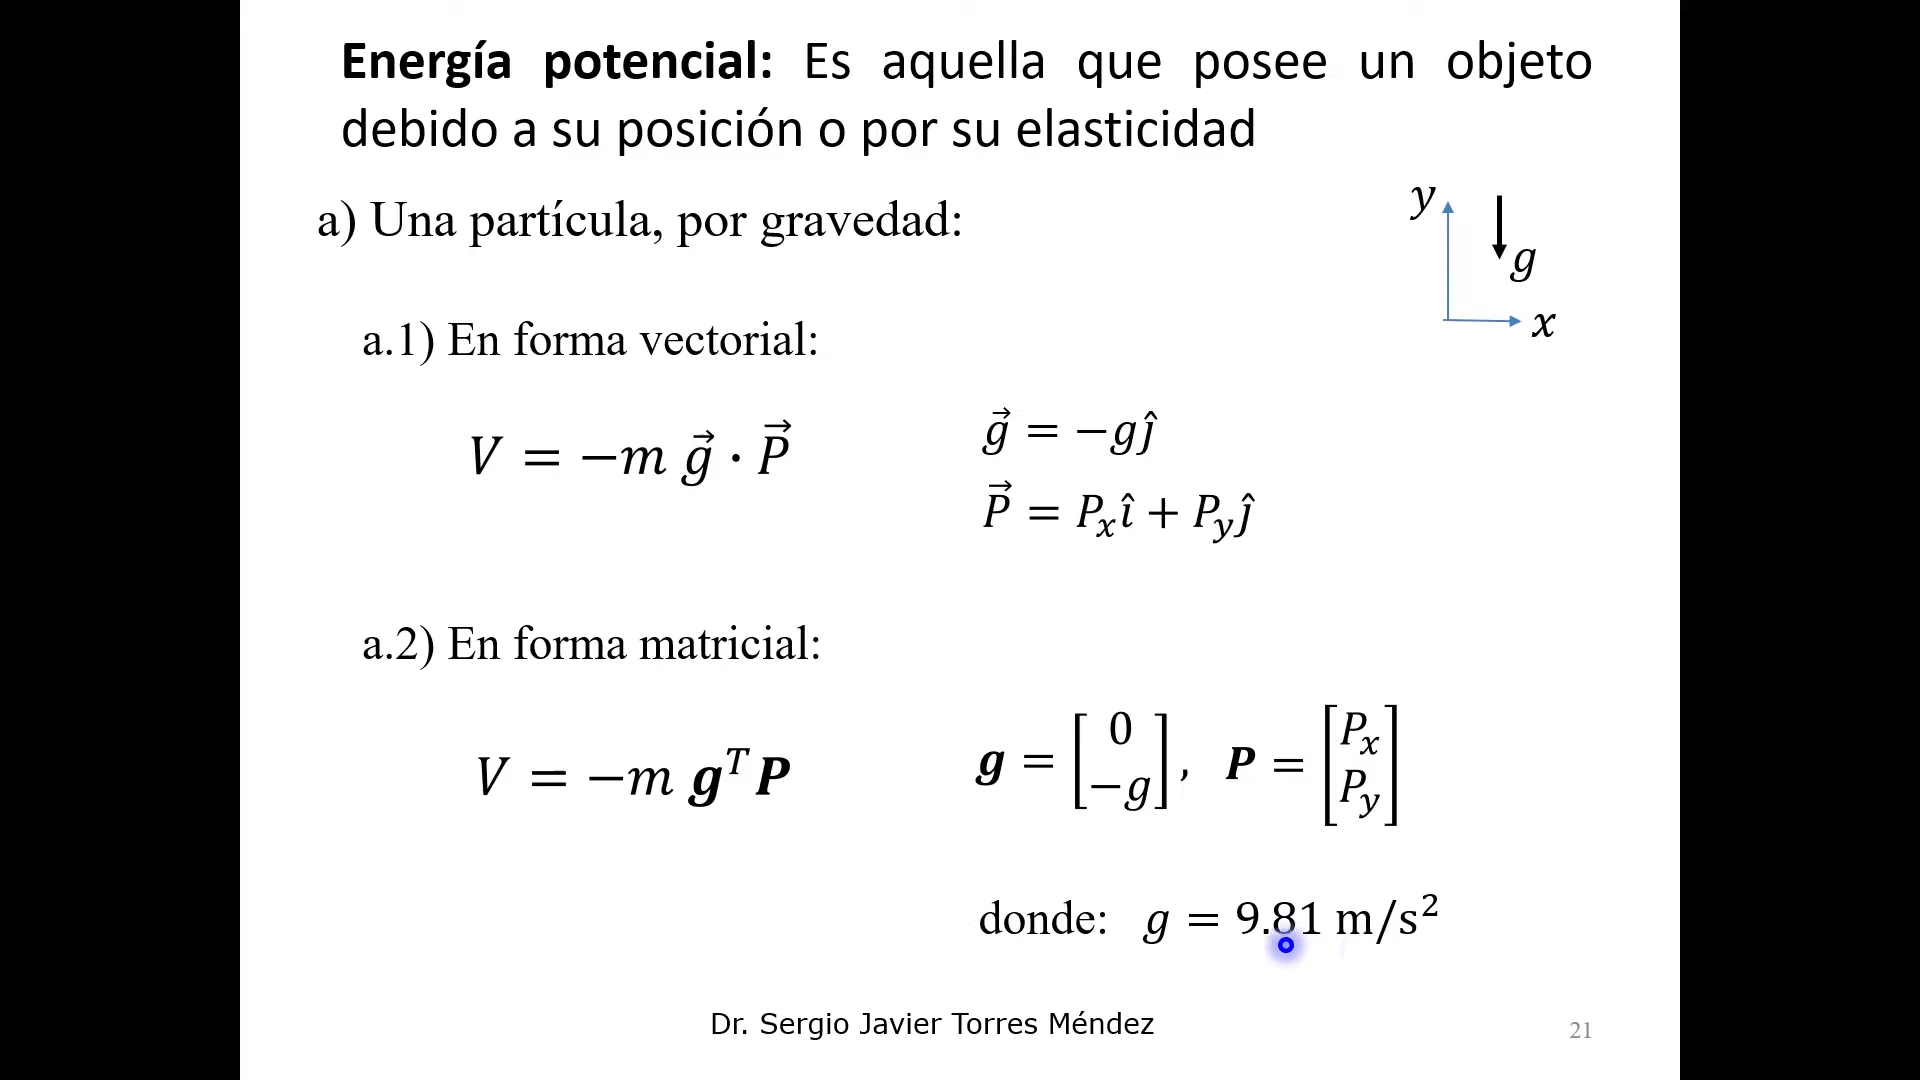 Energía potencial: Es aquella que posee un objeto
debido a su posición o por su elasticidad
a) Una partícula, por gravedad:
y
g
x
a.1) En forma vectorial:
V = −m g⃗ · P⃗
g⃗ = −gĵ
P⃗ = Pₓî + P_yĵ
a.2) En forma matricial:
V = −m gᵀP
g = [0 −g], P = [Pₓ P_y]
donde: g = 9.81 m/s²
Dr. Sergio Javier Torres Méndez
21